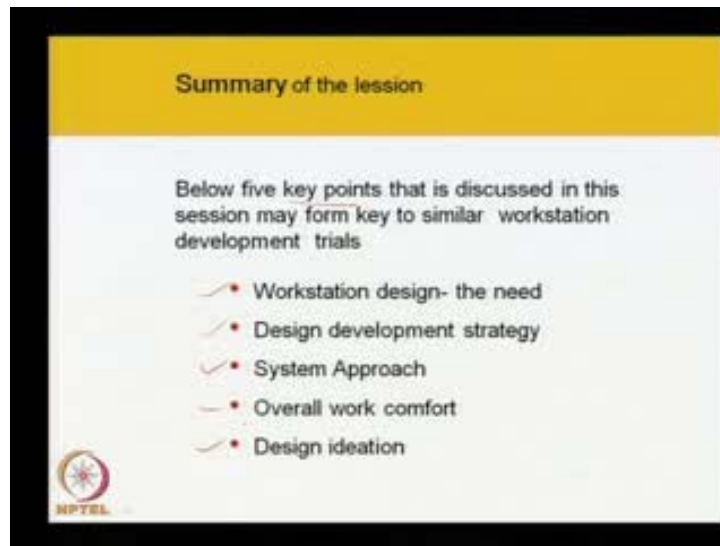 Summary of the lession
Below five key points that is discussed in this
session may form key to similar workstation
development trials
Workstation design- the need
Design development strategy
System Approach
Overall work comfort
Design ideation
NPTEL